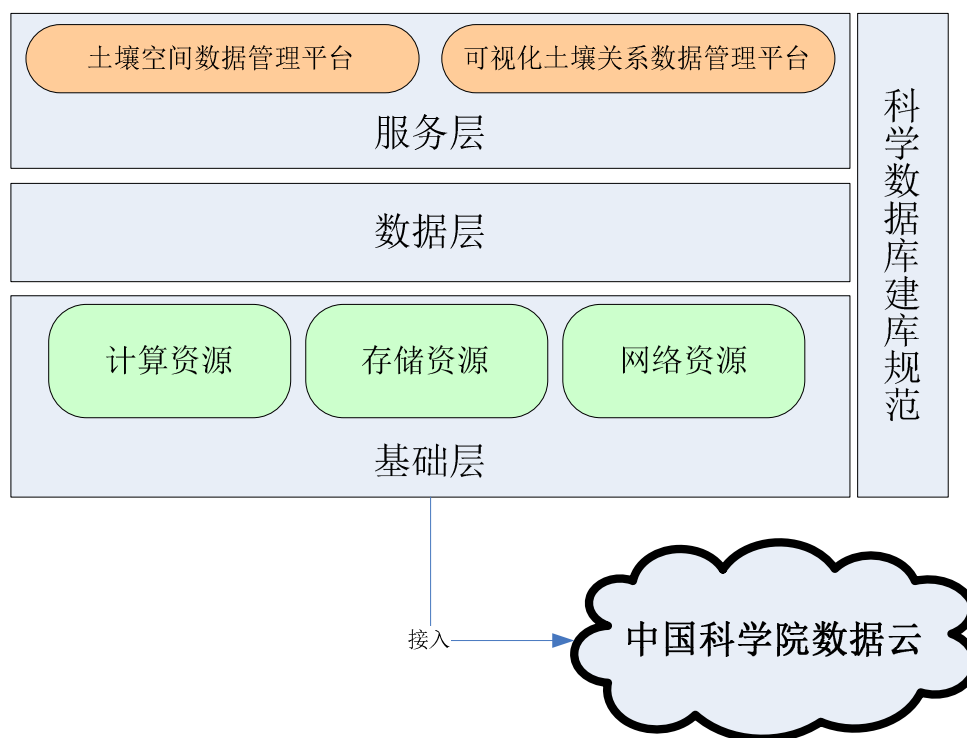 土壤空间数据管理平台
可视化土壤关系数据管理平台
服务层
数据层
计算资源
存储资源
网络资源
基础层
科学数据库建库规范
接入
中国科学院数据云